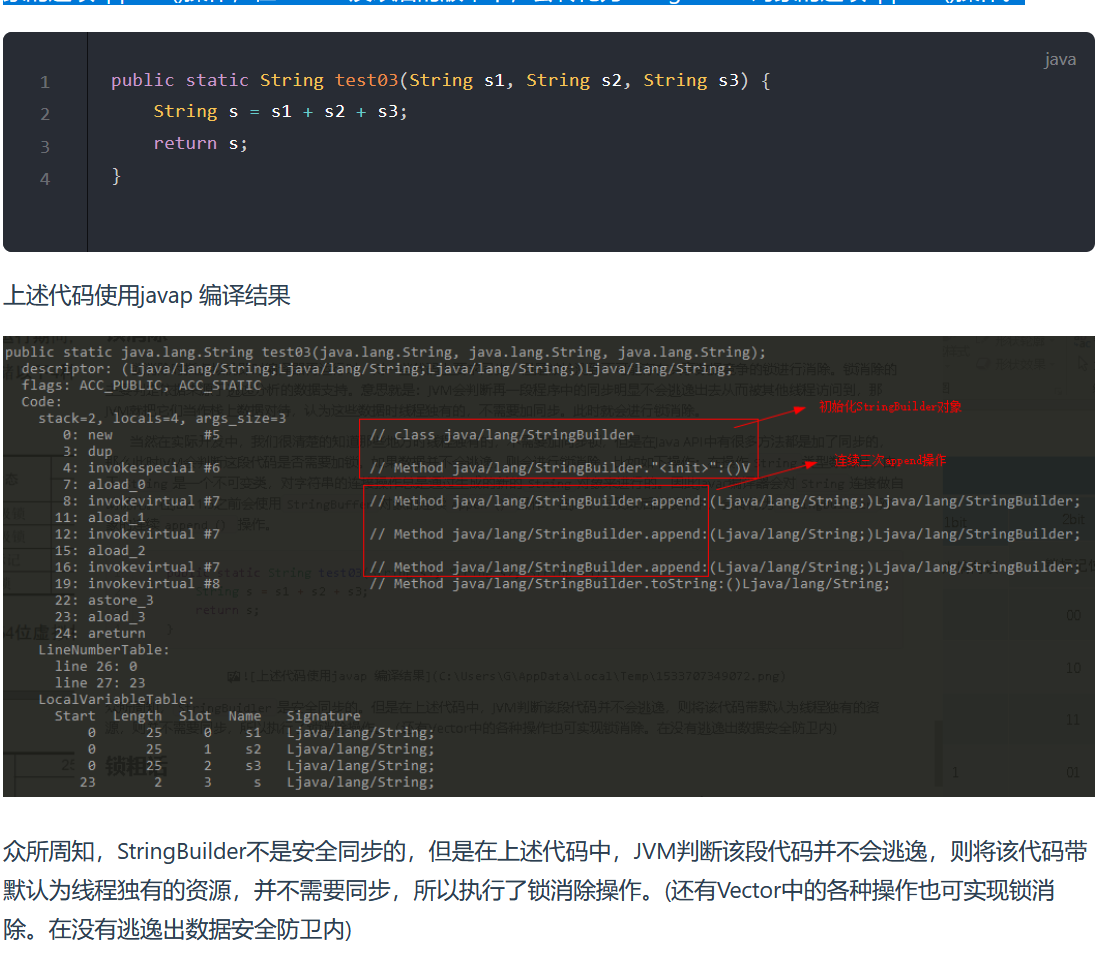 java
1 public static String test03(String s1, String s2, String s3) {
2 String s = s1 + s2 + s3;
3 return s;
4 }
上述代码使用javap 编译结果
public static java.lang.String test03(java.lang.String, java.lang.String, java.lang.String);
descriptor: (Ljava/lang/String;Ljava/lang/String;Ljava/lang/String;)Ljava/lang/String;
flags: ACC_PUBLIC, ACC_STATIC
Code:
stack=2, locals=4, args_size=3
初始化StringBuilder对象
0: new #5 // class java/lang/StringBuilder
3: dup
连续三次append操作
4: invokespecial #6 // Method java/lang/StringBuilder."<init>":()V
7: aload_0
8: invokevirtual #7 // Method java/lang/StringBuilder.append:(Ljava/lang/String;)Ljava/lang/StringBuilder;
11: aload_1
12: invokevirtual #7 // Method java/lang/StringBuilder.append:(Ljava/lang/String;)Ljava/lang/StringBuilder;
15: aload_2
16: invokevirtual #7 // Method java/lang/StringBuilder.append:(Ljava/lang/String;)Ljava/lang/StringBuilder;
19: invokevirtual #8 // Method java/lang/StringBuilder.toString:()Ljava/lang/String;
22: astore_3
23: aload_3
24: areturn
LineNumberTable:
line 26: 0
line 27: 23
LocalVariableTable:
Start Length Slot Name Signature
0 25 0 s1 Ljava/lang/String;
0 25 1 s2 Ljava/lang/String;
0 25 2 s3 Ljava/lang/String;
23 2 3 s Ljava/lang/String;
众所周知，StringBuilder不是安全同步的，但是在上述代码中，JVM判断该段代码并不会逃逸，则将该代码带
默认为线程独有的资源，并不需要同步，所以执行了锁消除操作。(还有Vector中的各种操作也可实现锁消
除。在没有逃逸出数据安全防卫内)